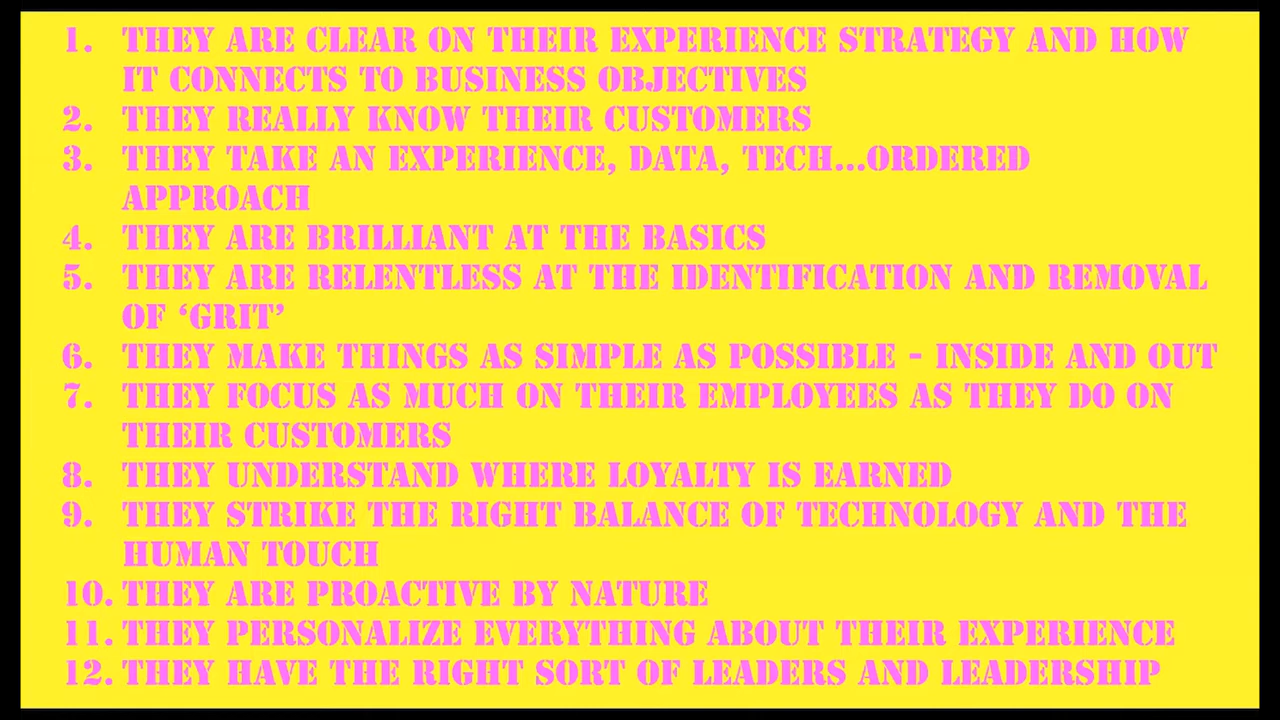 1. THEY ARE CLEAR ON THEIR EXPERIENCE STRATEGY AND HOW
IT CONNECTS TO BUSINESS OBJECTIVES
2. THEY REALLY KNOW THEIR CUSTOMERS
3. THEY TAKE AN EXPERIENCE, DATA, TECH...ORDERED
APPROACH
4. THEY ARE BRILLIANT AT THE BASICS
5. THEY ARE RELENTLESS AT THE IDENTIFICATION AND REMOVAL
OF ‘GRIT’
6. THEY MAKE THINGS AS SIMPLE AS POSSIBLE - INSIDE AND OUT
7. THEY FOCUS AS MUCH ON THEIR EMPLOYEES AS THEY DO ON
THEIR CUSTOMERS
8. THEY UNDERSTAND WHERE LOYALTY IS EARNED
9. THEY STRIKE THE RIGHT BALANCE OF TECHNOLOGY AND THE
HUMAN TOUCH
10. THEY ARE PROACTIVE BY NATURE
11. THEY PERSONALIZE EVERYTHING ABOUT THEIR EXPERIENCE
12. THEY HAVE THE RIGHT SORT OF LEADERS AND LEADERSHIP